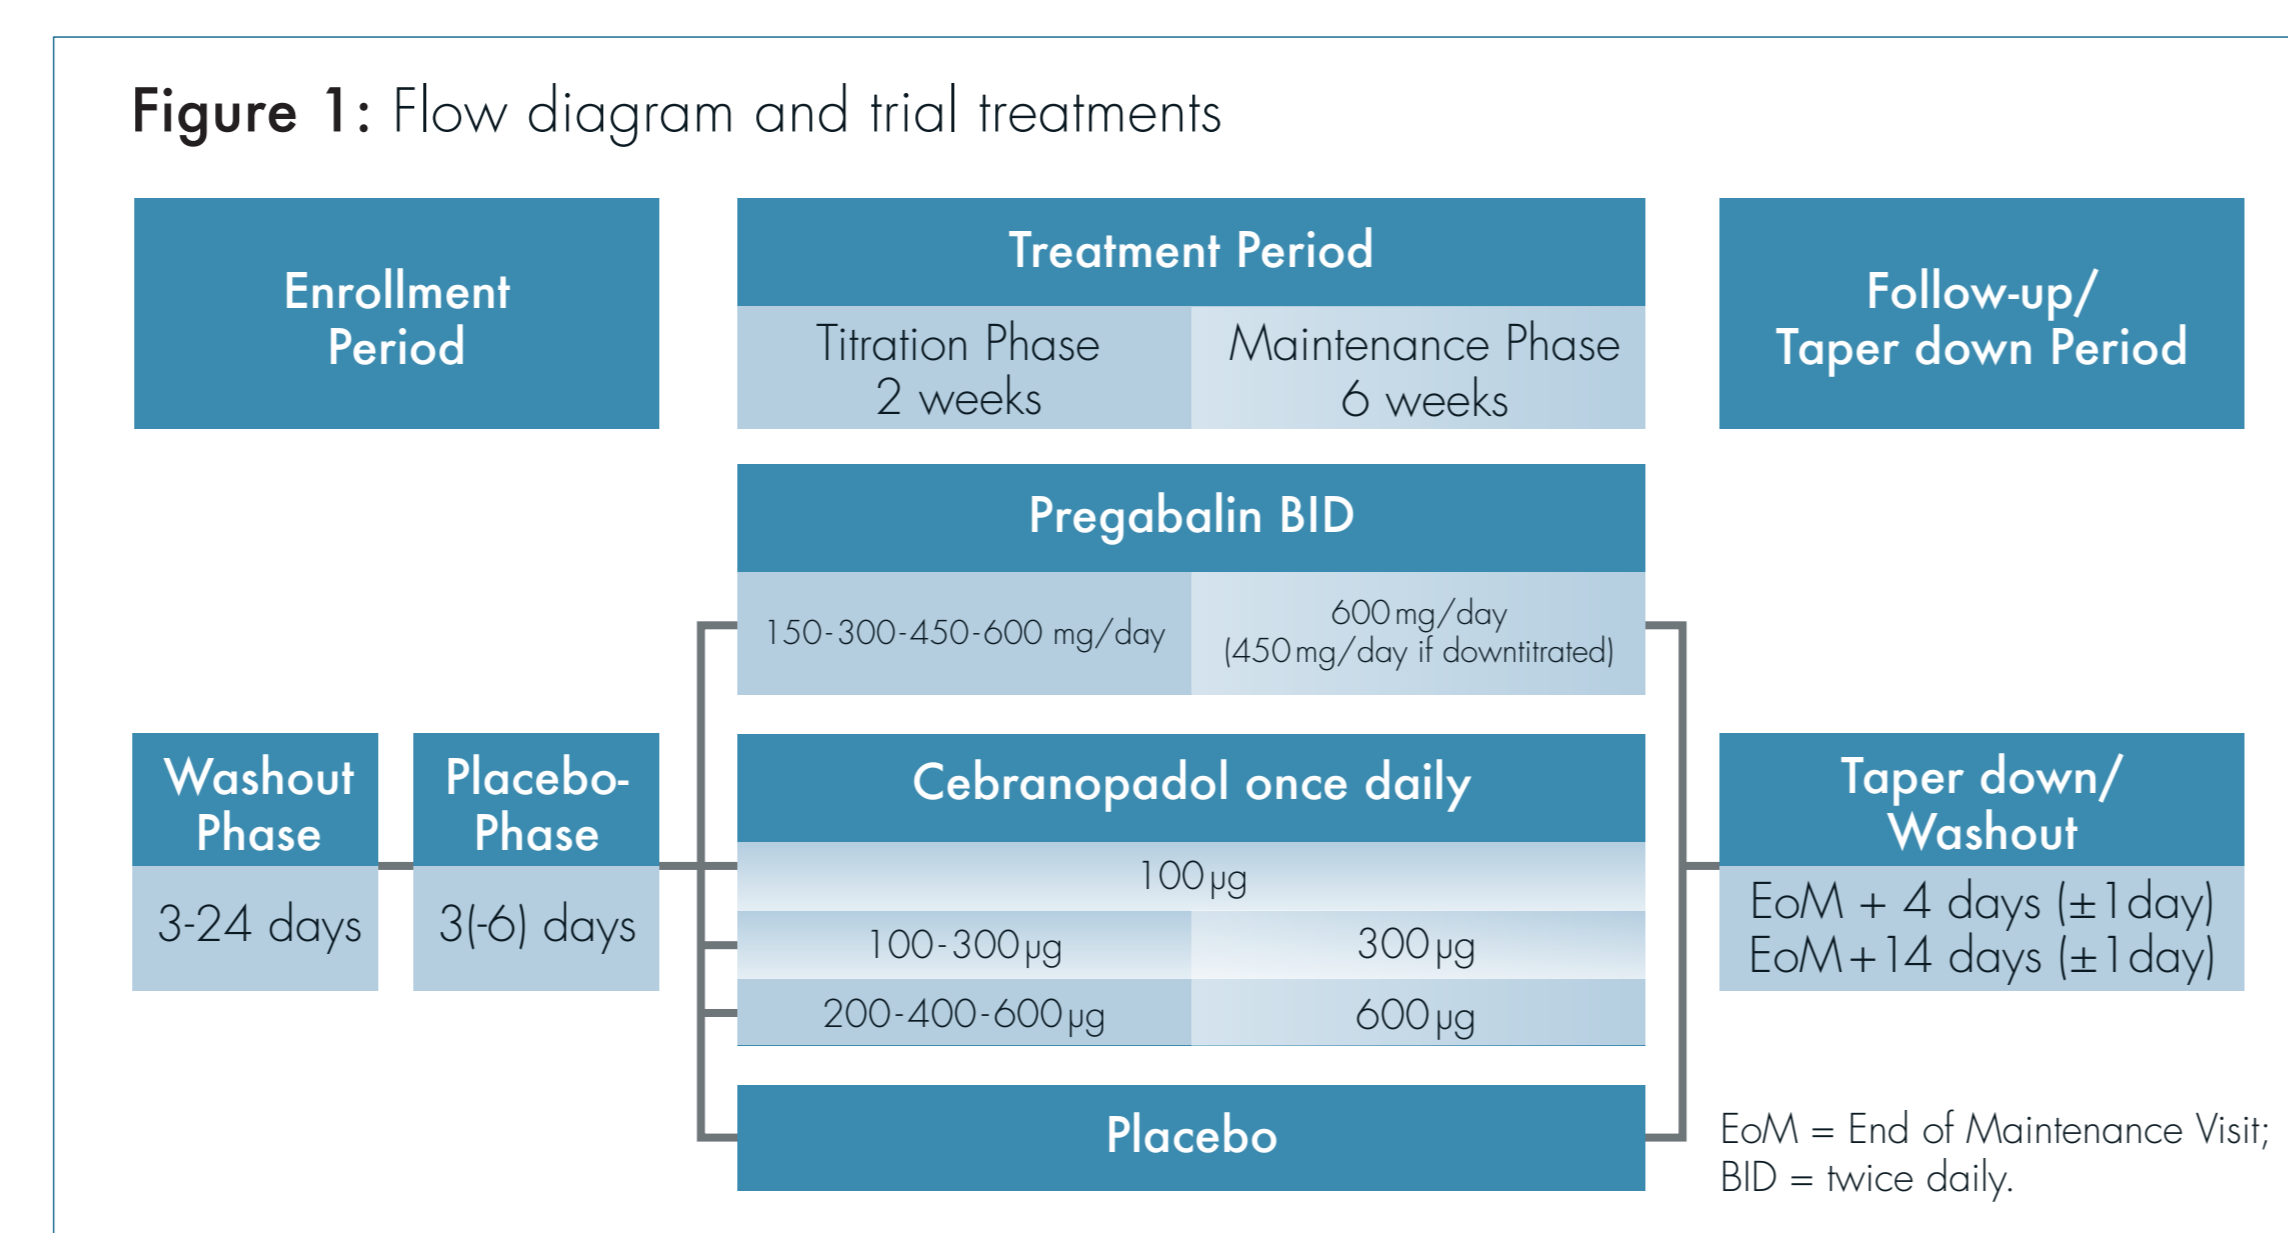 Figure 1: Flow diagram and trial treatments
Enrollment
Period
Treatment Period
Titration Phase
2 weeks
Maintenance Phase
6 weeks
Follow-up/
Taper down Period
Pregabalin BID
150-300-450-600 mg/day
600 mg/day
(450 mg/day if downtitrated)
Washout
Phase
3-24 days
Placebo-
Phase
3(-6) days
Cebranopadol once daily
100 µg
100-300 µg
300 µg
200-400-600 µg
600 µg
Placebo
Taper down/
Washout
EoM + 4 days (±1day)
EoM+14 days (±1day)
EoM = End of Maintenance Visit;
BID = twice daily.